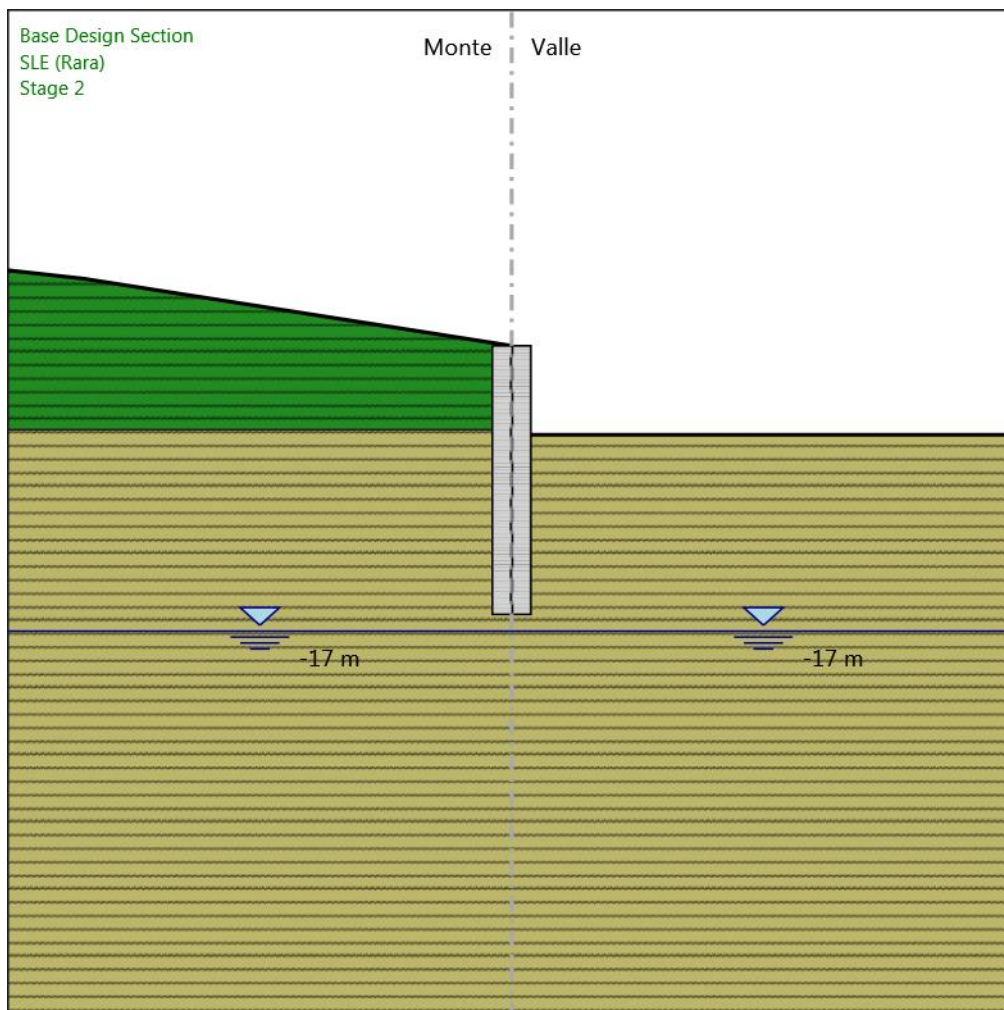 Base Design Section
SLE (Rara)
Stage 2
Monte
Valle
-17 m
-17 m